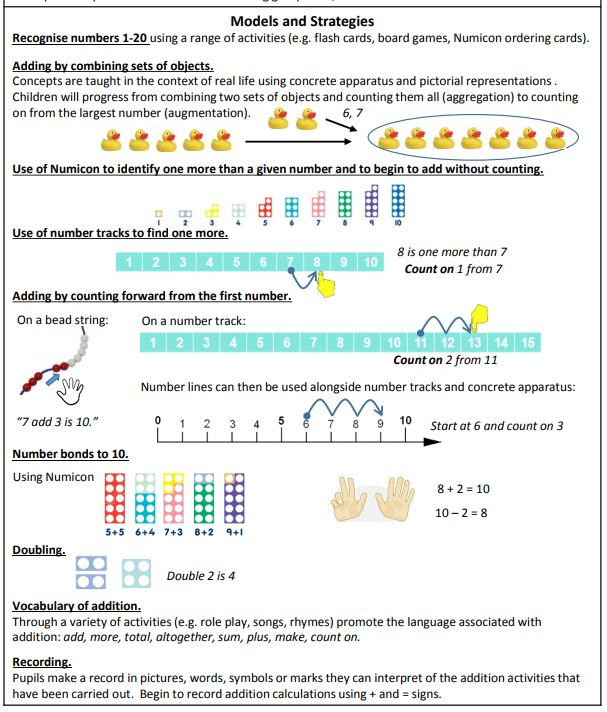 Models and Strategies
Recognise numbers 1-20 using a range of activities (e.g. flash cards, board games, Numicon ordering cards).
Adding by combining sets of objects.
Concepts are taught in the context of real life using concrete apparatus and pictorial representations .
Children will progress from combining two sets of objects and counting them all (aggregation) to counting
on from the largest number (augmentation).
6, 7
Use of Numicon to identify one more than a given number and to begin to add without counting.
1 2 3 4 5 6 7 8 9 10
Use of number tracks to find one more.
1 2 3 4 5 6 7 8 9 10
8 is one more than 7
Count on 1 from 7
Adding by counting forward from the first number.
On a bead string:
On a number track:
1 2 3 4 5 6 7 8 9 10 11 12 13 14 15
Count on 2 from 11
Number lines can then be used alongside number tracks and concrete apparatus:
"7 add 3 is 10."
0 1 2 3 4 5 6 7 8 9 10
Start at 6 and count on 3
Number bonds to 10.
Using Numicon
5+5 6+4 7+3 8+2 9+1
8 + 2 = 10
10 – 2 = 8
Doubling.
Double 2 is 4
Vocabulary of addition.
Through a variety of activities (e.g. role play, songs, rhymes) promote the language associated with
addition: add, more, total, altogether, sum, plus, make, count on.
Recording.
Pupils make a record in pictures, words, symbols or marks they can interpret of the addition activities that
have been carried out.  Begin to record addition calculations using + and = signs.